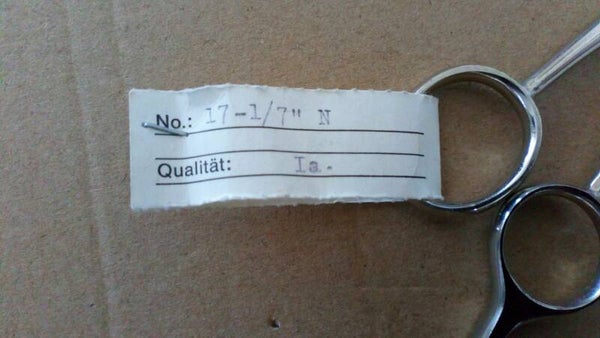 No.: 17-1/7" N
Qualität: Ia.